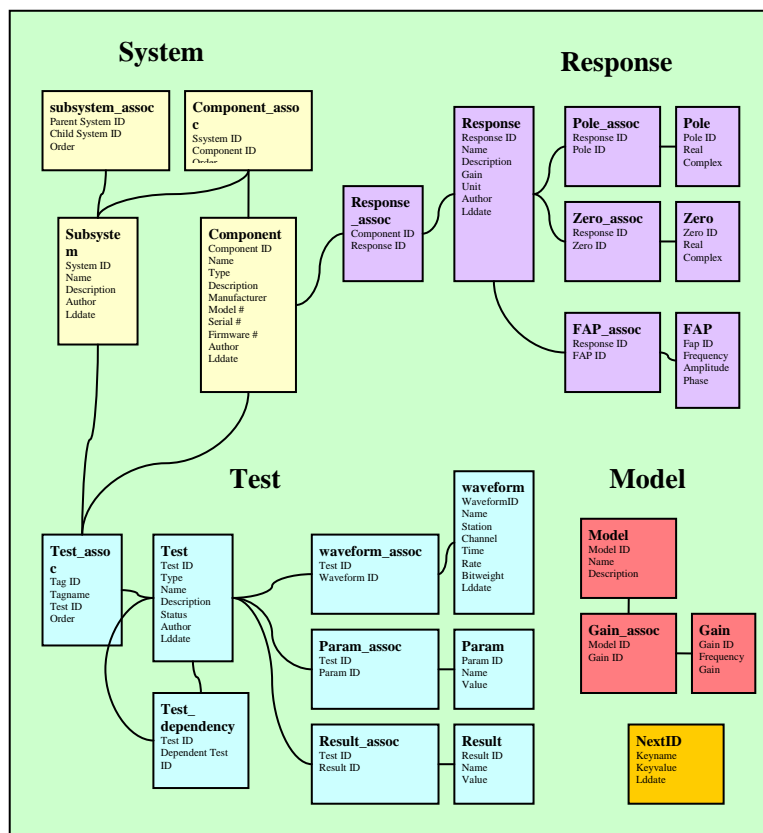 System
subsystem_assoc
Parent System ID
Child System ID
Order
Component_asso
c
Ssystem ID
Component ID
Order
Subsyste
m
System ID
Name
Description
Author
Lddate
Component
Component ID
Name
Type
Description
Manufacturer
Model #
Serial #
Firmware #
Author
Lddate
Response
Response
_assoc
Component ID
Response ID
Response
Response ID
Name
Description
Gain
Unit
Author
Lddate
Pole_assoc
Response ID
Pole ID
Pole
Pole ID
Real
Complex
Zero_assoc
Response ID
Zero ID
Zero
Zero ID
Real
Complex
FAP_assoc
Response ID
FAP ID
FAP
Fap ID
Frequency
Amplitude
Phase
Test
Test_asso
c
Tag ID
Tagname
Test ID
Order
Test
Test ID
Type
Name
Description
Status
Author
Lddate
Test_
dependency
Test ID
Dependent Test
ID
waveform_assoc
Test ID
Waveform ID
waveform
WaveformID
Name
Station
Channel
Time
Rate
Bitweight
Lddate
Param_assoc
Test ID
Param ID
Param
Param ID
Name
Value
Result_assoc
Test ID
Result ID
Result
Result ID
Name
Value
Model
Model
Model ID
Name
Description
Gain_assoc
Model ID
Gain ID
Gain
Gain ID
Frequency
Gain
NextID
Keyname
Keyvalue
Lddate